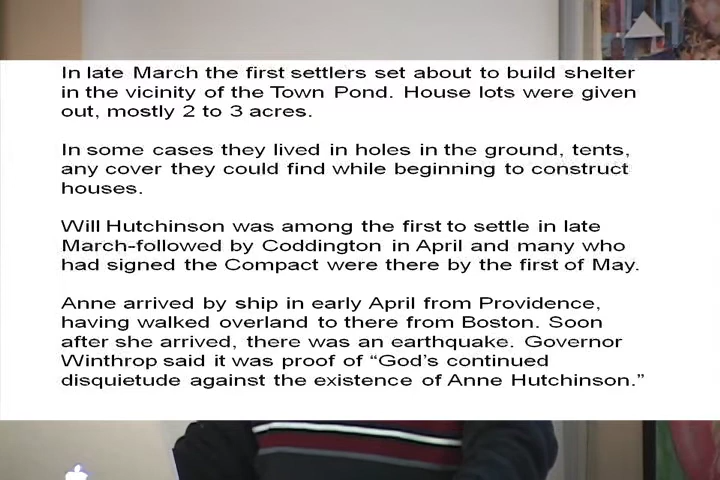 In late March the first settlers set about to build shelter
in the vicinity of the Town Pond. House lots were given
out, mostly 2 to 3 acres.
In some cases they lived in holes in the ground, tents,
any cover they could find while beginning to construct
houses.
Will Hutchinson was among the first to settle in late
March-followed by Coddington in April and many who
had signed the Compact were there by the first of May.
Anne arrived by ship in early April from Providence,
having walked overland to there from Boston. Soon
after she arrived, there was an earthquake. Governor
Winthrop said it was proof of “God’s continued
disquietude against the existence of Anne Hutchinson.”